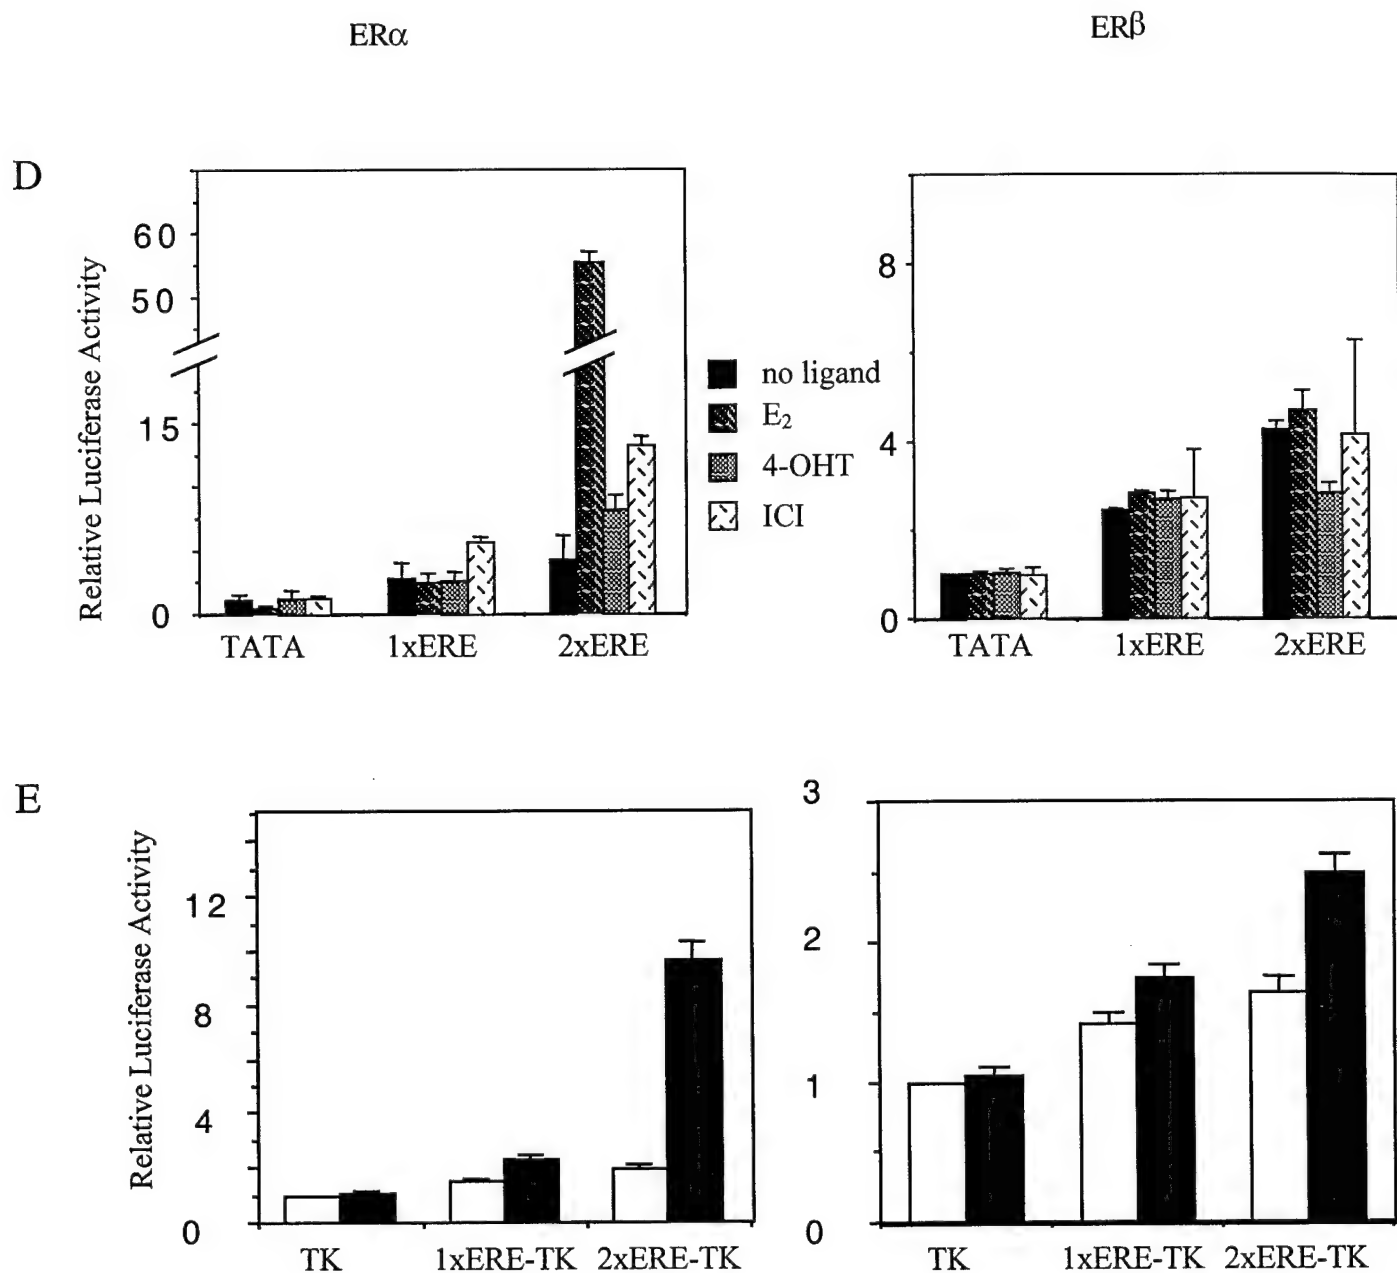 ERα
ERβ
D
Relative Luciferase Activity
60
50
15
0
TATA
1xERE
2xERE
no ligand
E₂
4-OHT
ICI
8
4
0
TATA
1xERE
2xERE
E
Relative Luciferase Activity
12
8
4
0
TK
1xERE-TK
2xERE-TK
3
2
1
0
TK
1xERE-TK
2xERE-TK